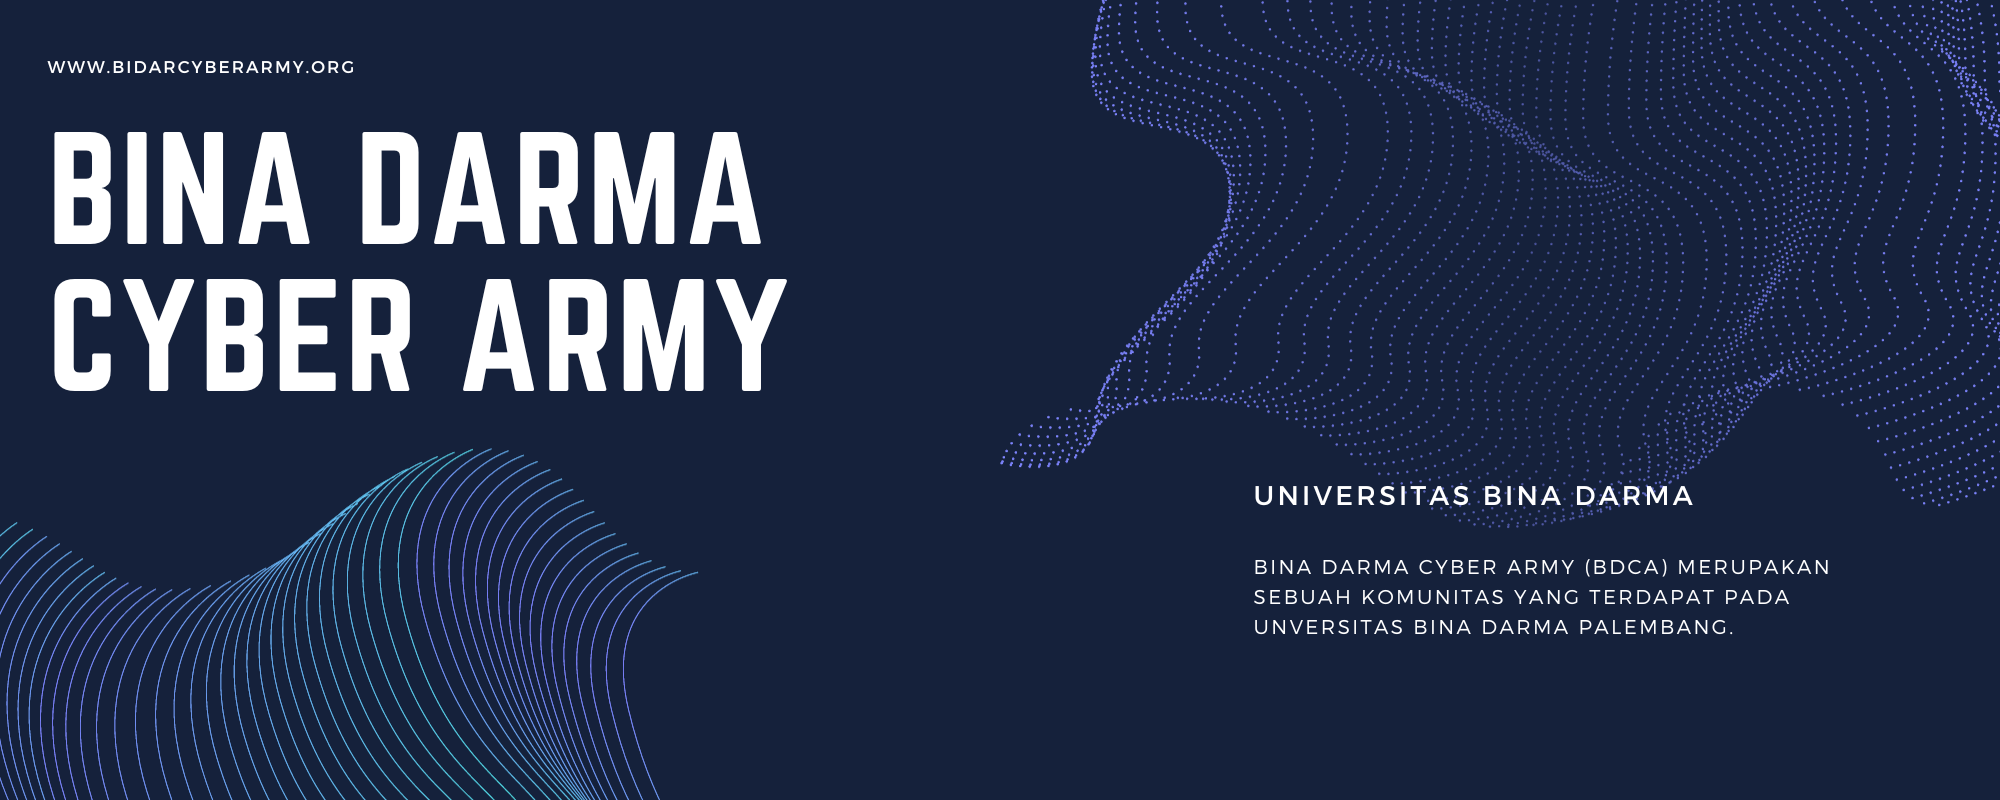 WWW.BIDARCYBERARMY.ORG
BINA DARMA
CYBER ARMY
UNIVERSITAS BINA DARMA
BINA DARMA CYBER ARMY (BDCA) MERUPAKAN
SEBUAH KOMUNITAS YANG TERDAPAT PADA
UNVERSITAS BINA DARMA PALEMBANG.